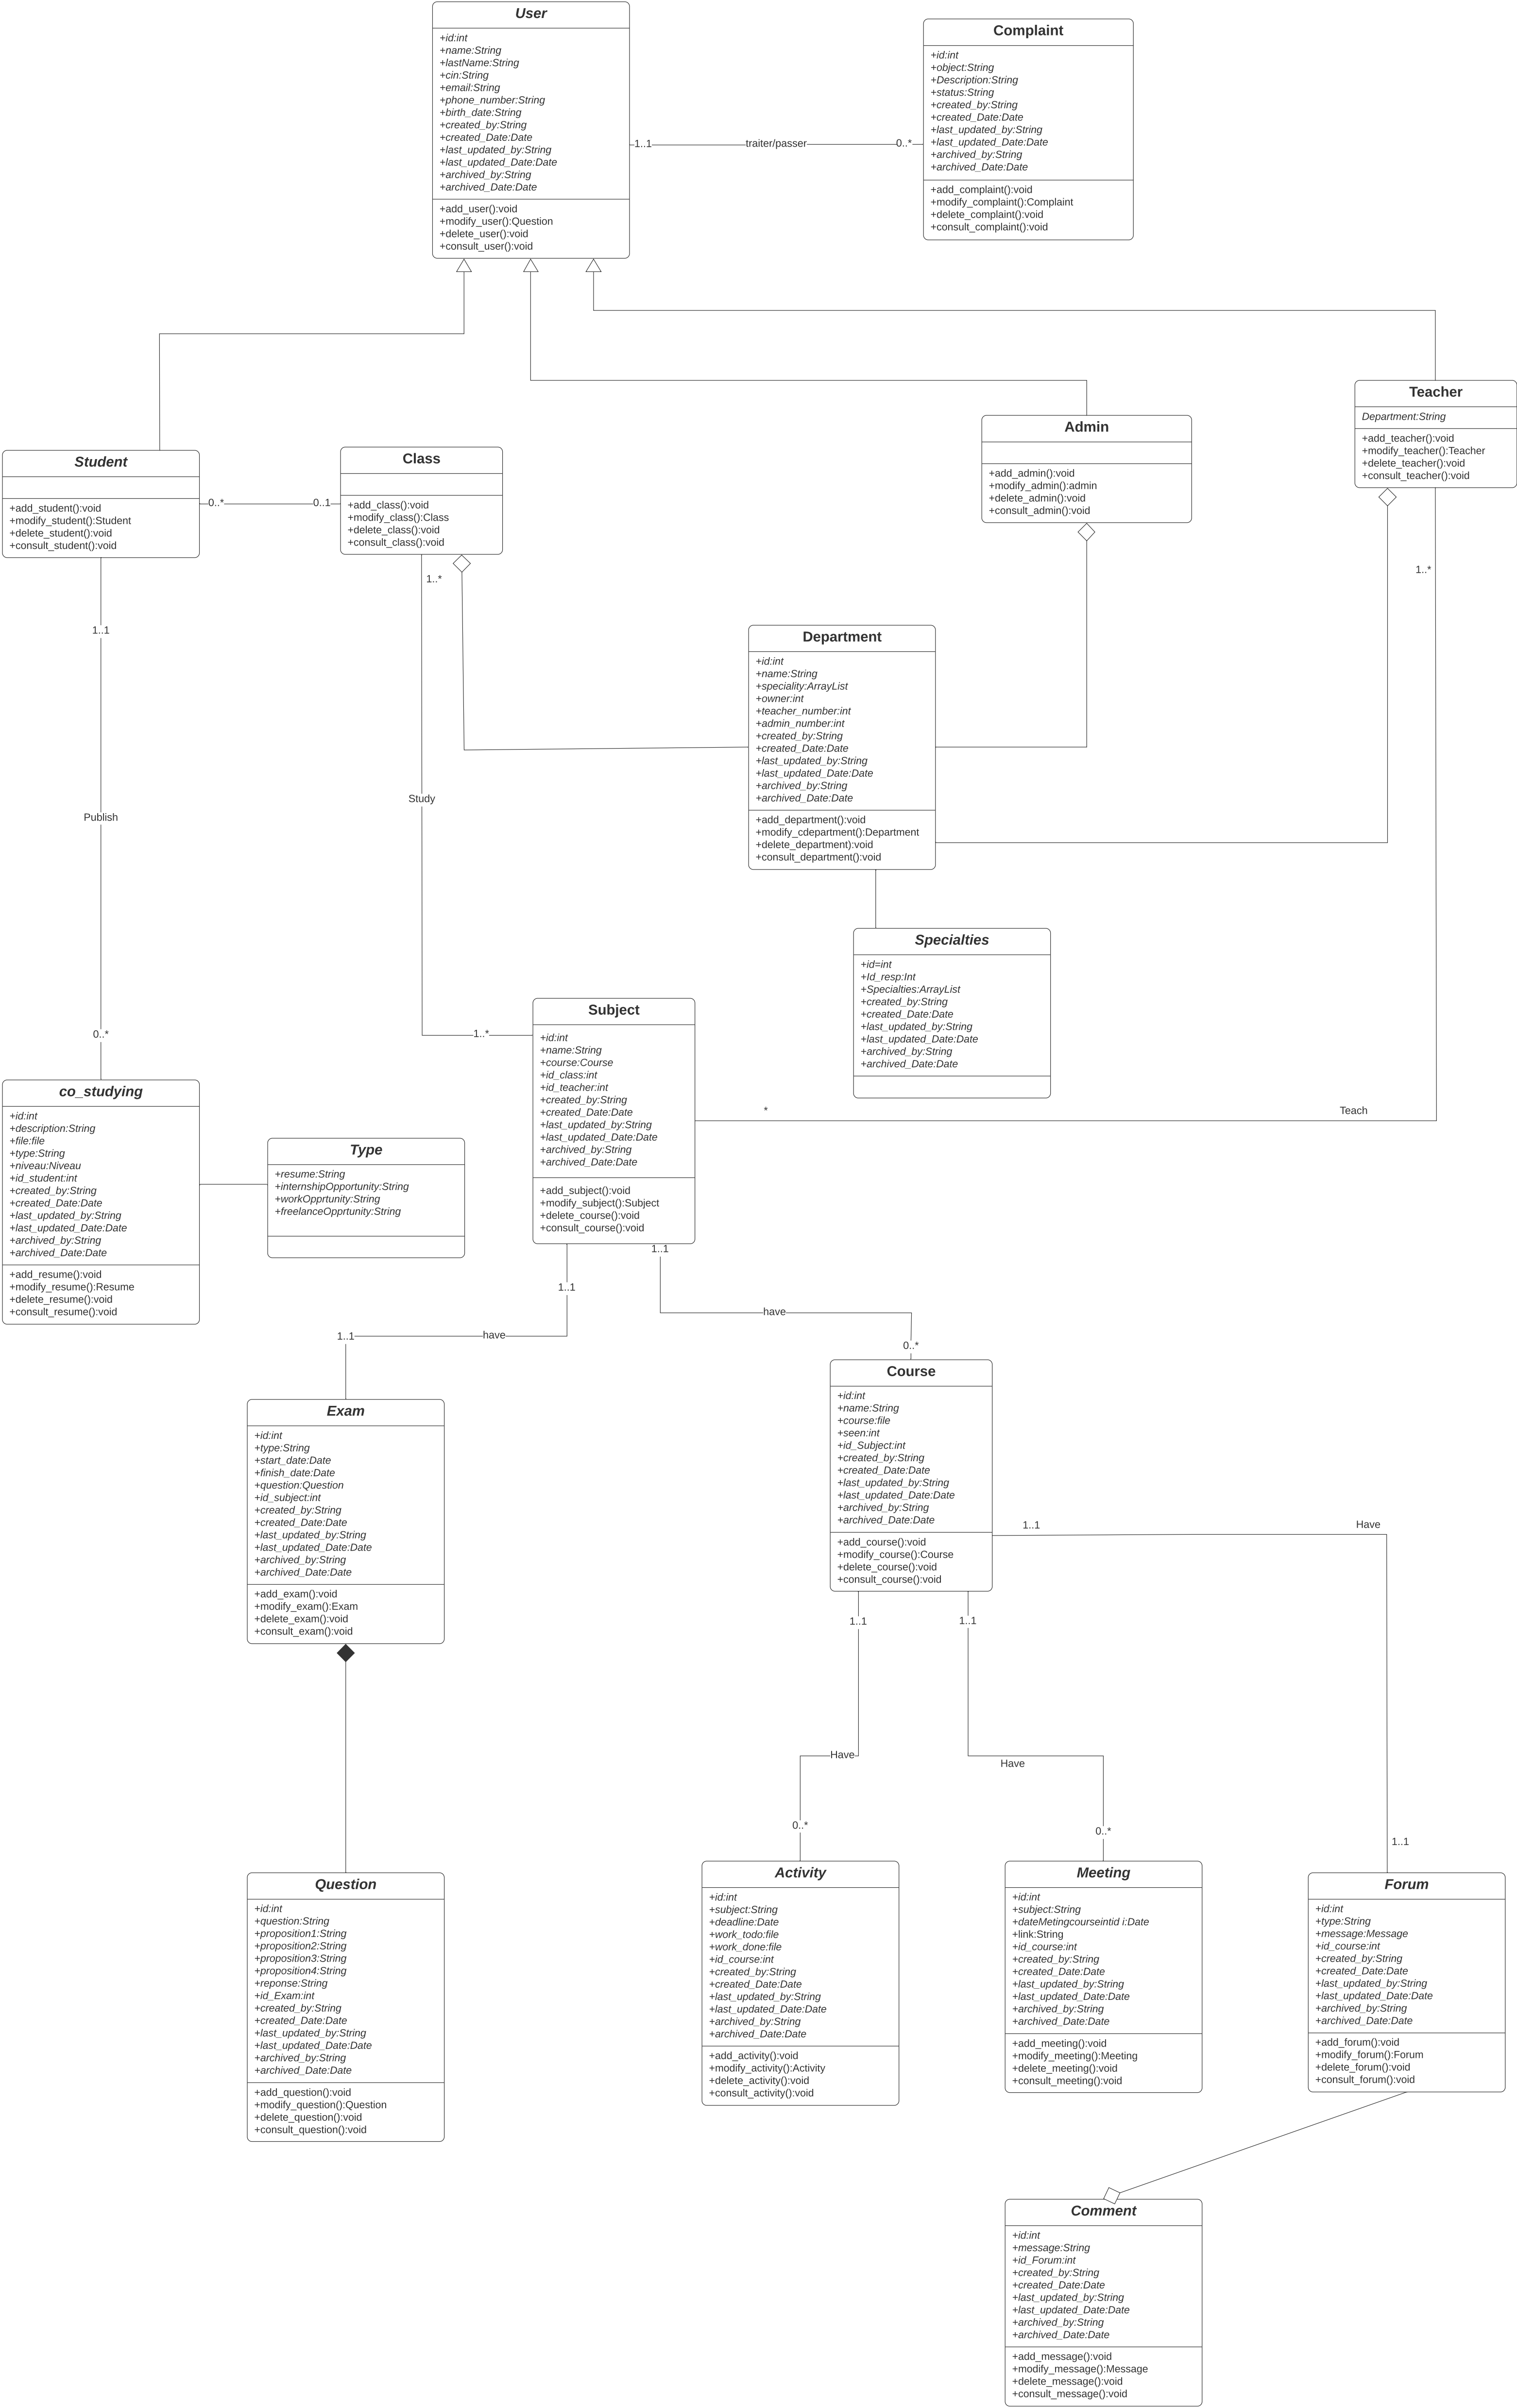 User
+id:int
+name:String
+lastName:String
+cin:String
+email:String
+phone_number:String
+birth_date:String
+created_by:String
+created_Date:Date
+last_updated_by:String
+last_updated_Date:Date
+archived_by:String
+archived_Date:Date
+add_user():void
+modify_user():Question
+delete_user():void
+consult_user():void
1..1
traiter/passer
0..*
Complaint
+id:int
+object:String
+Description:String
+status:String
+created_by:String
+created_Date:Date
+last_updated_by:String
+last_updated_Date:Date
+archived_by:String
+archived_Date:Date
+add_complaint():void
+modify_complaint():Complaint
+delete_complaint():void
+consult_complaint():void
Student
+add_student():void
+modify_student():Student
+delete_student():void
+consult_student():void
0..*
0..1
Class
+add_class():void
+modify_class():Class
+delete_class():void
+consult_class():void
Admin
+add_admin():void
+modify_admin():admin
+delete_admin():void
+consult_admin():void
Teacher
Department:String
+add_teacher():void
+modify_teacher():Teacher
+delete_teacher():void
+consult_teacher():void
1..*
1..*
1..1
Department
+id:int
+name:String
+speciality:ArrayList
+owner:int
+teacher_number:int
+admin_number:int
+created_by:String
+created_Date:Date
+last_updated_by:String
+last_updated_Date:Date
+archived_by:String
+archived_Date:Date
+add_department():void
+modify_cdepartment():Department
+delete_department):void
+consult_department():void
Study
Publish
Specialties
+id=int
+Id_resp:Int
+Specialties:ArrayList
+created_by:String
+created_Date:Date
+last_updated_by:String
+last_updated_Date:Date
+archived_by:String
+archived_Date:Date
0..*
1..*
Subject
+id:int
+name:String
+course:Course
+id_class:int
+id_teacher:int
+created_by:String
+created_Date:Date
+last_updated_by:String
+last_updated_Date:Date
+archived_by:String
+archived_Date:Date
+add_subject():void
+modify_subject():Subject
+delete_course():void
+consult_course():void
*
Teach
co_studying
+id:int
+description:String
+file:file
+type:String
+niveau:Niveau
+id_student:int
+created_by:String
+created_Date:Date
+last_updated_by:String
+last_updated_Date:Date
+archived_by:String
+archived_Date:Date
+add_resume():void
+modify_resume():Resume
+delete_resume():void
+consult_resume():void
Type
+resume:String
+internshipOpportunity:String
+workOpprtunity:String
+freelanceOpprtunity:String
1..1
1..1
have
1..1
have
0..*
Exam
+id:int
+type:String
+start_date:Date
+finish_date:Date
+question:Question
+id_subject:int
+created_by:String
+created_Date:Date
+last_updated_by:String
+last_updated_Date:Date
+archived_by:String
+archived_Date:Date
+add_exam():void
+modify_exam():Exam
+delete_exam():void
+consult_exam():void
Course
+id:int
+name:String
+course:file
+seen:int
+id_Subject:int
+created_by:String
+created_Date:Date
+last_updated_by:String
+last_updated_Date:Date
+archived_by:String
+archived_Date:Date
+add_course():void
+modify_course():Course
+delete_course():void
+consult_course():void
1..1
Have
1..1
1..1
Have
Have
0..*
0..*
1..1
Question
+id:int
+question:String
+proposition1:String
+proposition2:String
+proposition3:String
+proposition4:String
+reponse:String
+id_Exam:int
+created_by:String
+created_Date:Date
+last_updated_by:String
+last_updated_Date:Date
+archived_by:String
+archived_Date:Date
+add_question():void
+modify_question():Question
+delete_question():void
+consult_question():void
Activity
+id:int
+subject:String
+deadline:Date
+work_todo:file
+work_done:file
+id_course:int
+created_by:String
+created_Date:Date
+last_updated_by:String
+last_updated_Date:Date
+archived_by:String
+archived_Date:Date
+add_activity():void
+modify_activity():Activity
+delete_activity():void
+consult_activity():void
Meeting
+id:int
+subject:String
+dateMetingcourseintid i:Date
+link:String
+id_course:int
+created_by:String
+created_Date:Date
+last_updated_by:String
+last_updated_Date:Date
+archived_by:String
+archived_Date:Date
+add_meeting():void
+modify_meeting():Meeting
+delete_meeting():void
+consult_meeting():void
Forum
+id:int
+type:String
+message:Message
+id_course:int
+created_by:String
+created_Date:Date
+last_updated_by:String
+last_updated_Date:Date
+archived_by:String
+archived_Date:Date
+add_forum():void
+modify_forum():Forum
+delete_forum():void
+consult_forum():void
Comment
+id:int
+message:String
+id_Forum:int
+created_by:String
+created_Date:Date
+last_updated_by:String
+last_updated_Date:Date
+archived_by:String
+archived_Date:Date
+add_message():void
+modify_message():Message
+delete_message():void
+consult_message():void